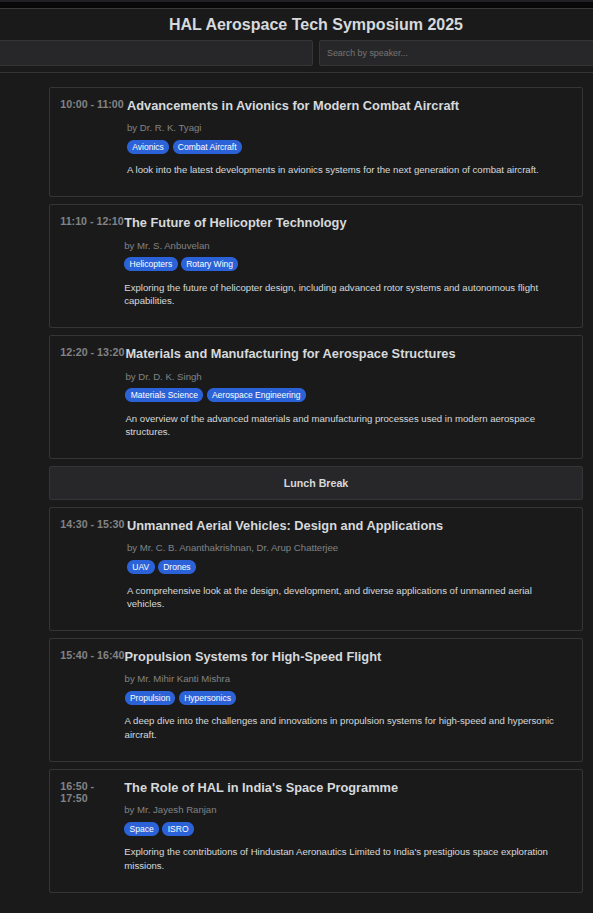 HAL Aerospace Tech Symposium 2025
Search by speaker...
10:00 - 11:00
Advancements in Avionics for Modern Combat Aircraft
by Dr. R. K. Tyagi
Avionics Combat Aircraft
A look into the latest developments in avionics systems for the next generation of combat aircraft.
11:10 - 12:10
The Future of Helicopter Technology
by Mr. S. Anbuvelan
Helicopters Rotary Wing
Exploring the future of helicopter design, including advanced rotor systems and autonomous flight
capabilities.
12:20 - 13:20
Materials and Manufacturing for Aerospace Structures
by Dr. D. K. Singh
Materials Science Aerospace Engineering
An overview of the advanced materials and manufacturing processes used in modern aerospace
structures.
Lunch Break
14:30 - 15:30
Unmanned Aerial Vehicles: Design and Applications
by Mr. C. B. Ananthakrishnan, Dr. Arup Chatterjee
UAV Drones
A comprehensive look at the design, development, and diverse applications of unmanned aerial
vehicles.
15:40 - 16:40
Propulsion Systems for High-Speed Flight
by Mr. Mihir Kanti Mishra
Propulsion Hypersonics
A deep dive into the challenges and innovations in propulsion systems for high-speed and hypersonic
aircraft.
16:50 -
17:50
The Role of HAL in India's Space Programme
by Mr. Jayesh Ranjan
Space ISRO
Exploring the contributions of Hindustan Aeronautics Limited to India's prestigious space exploration
missions.